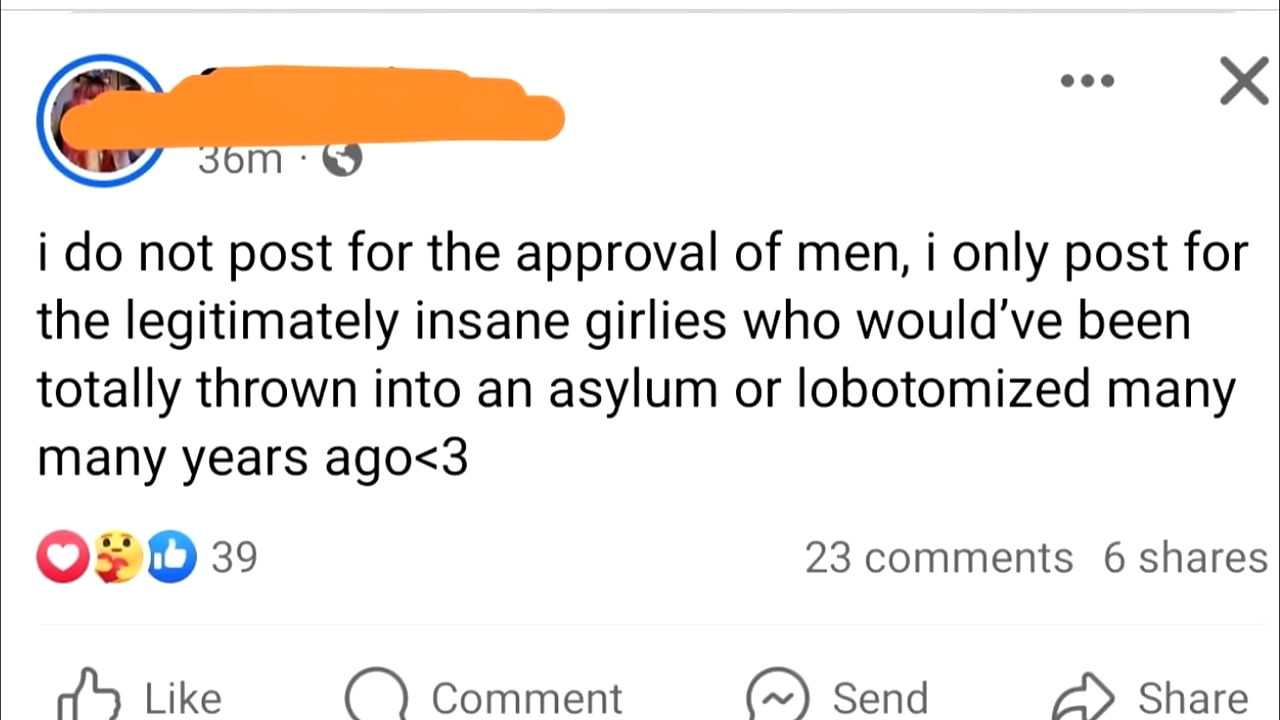 36m ·
i do not post for the approval of men, i only post for
the legitimately insane girlies who would’ve been
totally thrown into an asylum or lobotomized many
many years ago<3
39 23 comments 6 shares
Like Comment Send Share